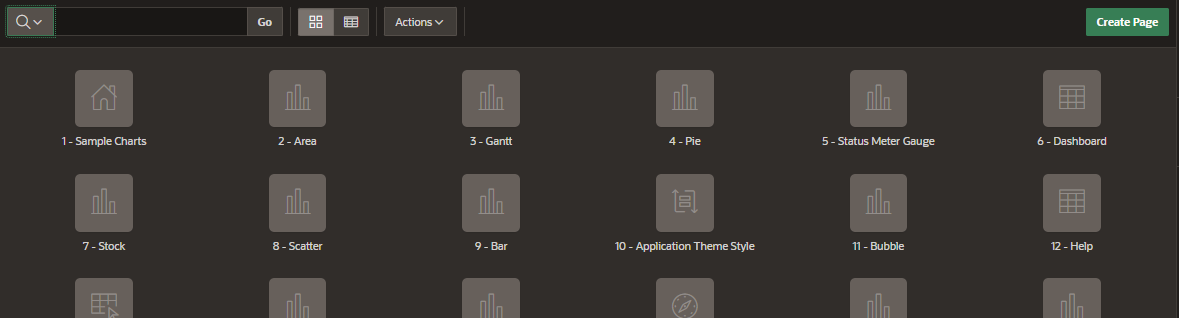 Go
Actions
Create Page
1 - Sample Charts
2 - Area
3 - Gantt
4 - Pie
5 - Status Meter Gauge
6 - Dashboard
7 - Stock
8 - Scatter
9 - Bar
10 - Application Theme Style
11 - Bubble
12 - Help